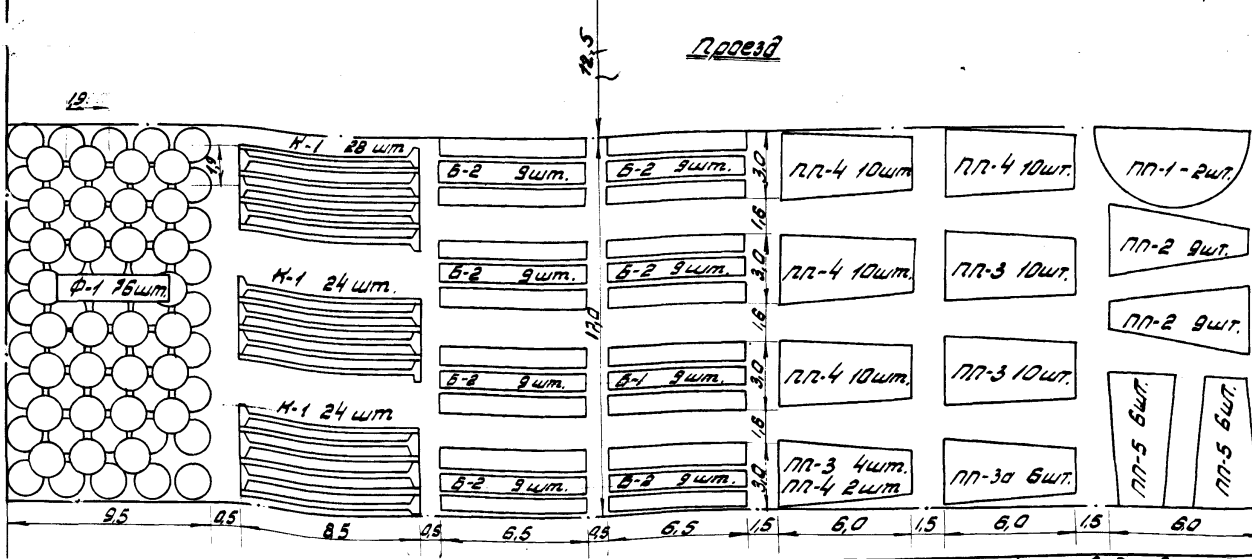 Проезд
12,5
1,9
1,9
К-1 28 шт
К-1 24 шт.
К-1 24 шт
Ф-1 76шт.
Б-2 9шт.
Б-2 9шт.
Б-2 9шт.
Б-2 9шт.
17,0
Б-2 9шт.
Б-2 9шт.
Б-1 9шт.
Б-2 9шт.
3,0
1,6
3,0
1,6
3,0
1,6
3,0
ПП-4 10шт
ПП-4 10шт.
ПП-4 10шт.
ПП-3 4шт.
ПП-4 2шт
ПП-4 10шт.
ПП-3 10шт.
ПП-3 10шт.
ПП-3а 6шт.
ПП-1-2шт.
ПП-2 9шт.
ПП-2 9шт.
ПП-5 6шт.
ПП-5 6шт.
9,5 0,5 8,5 0,5 6,5 0,5 6,5 1,5 6,0 1,5 6,0 1,5 6,0